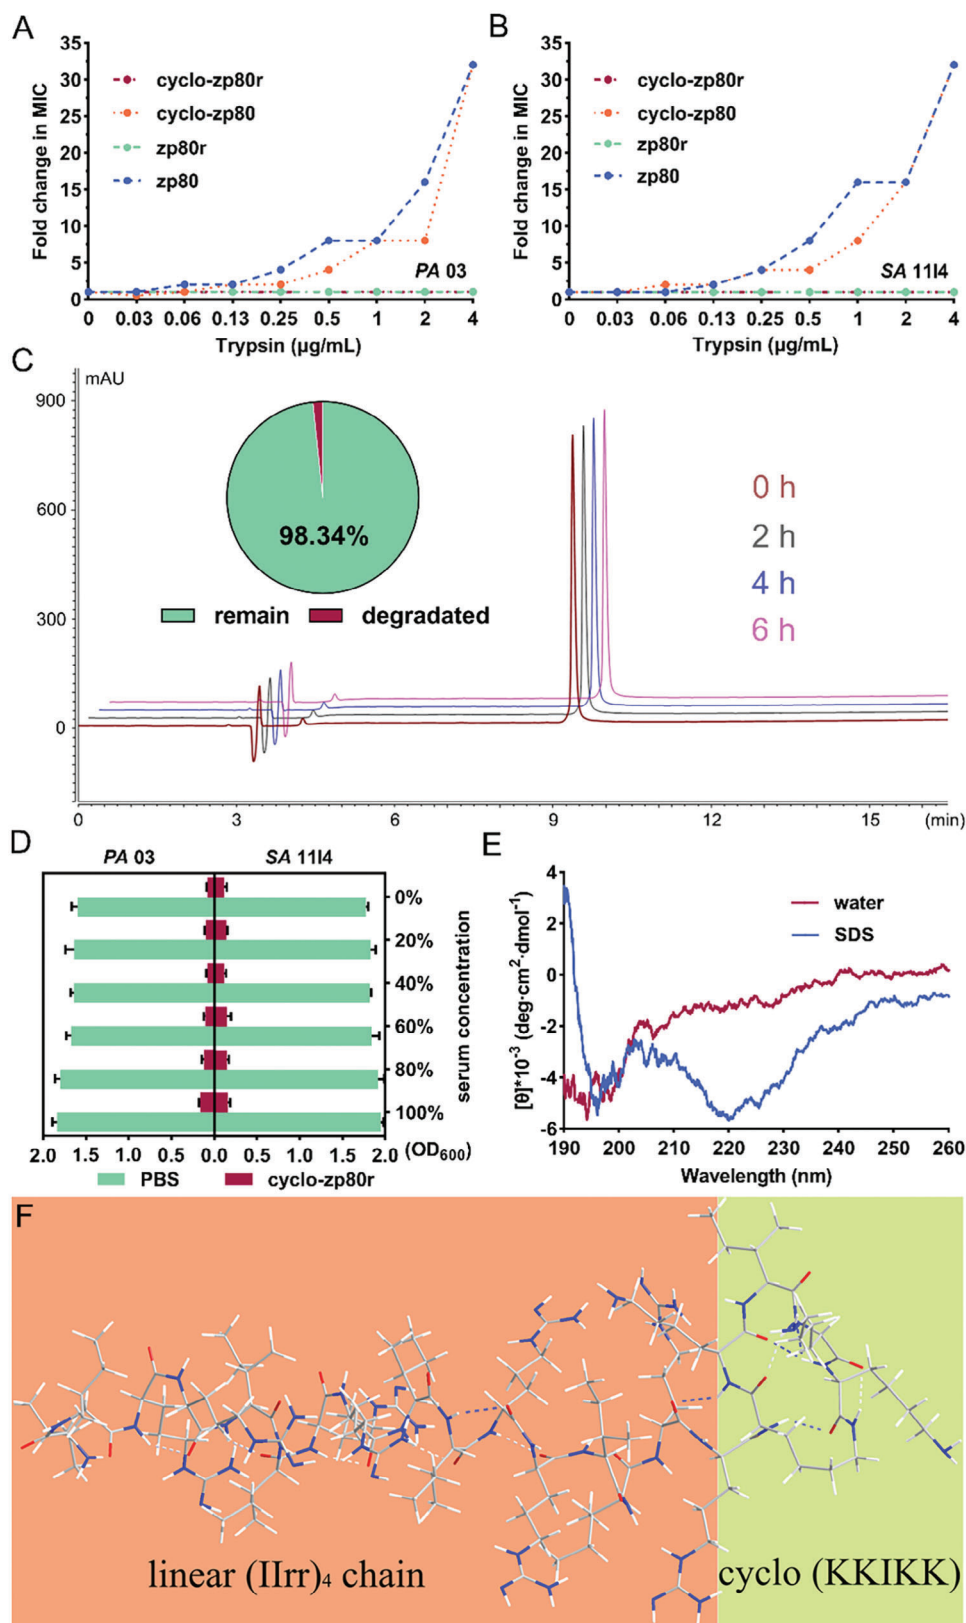 A
35
30
25
20
15
10
5
0
Fold change in MIC
cyclo-zp80r
cyclo-zp80
zp80r
zp80
PA 03
0 0.03 0.06 0.13 0.25 0.5 1 2 4
Trypsin (µg/mL)
B
35
30
25
20
15
10
5
0
Fold change in MIC
cyclo-zp80r
cyclo-zp80
zp80r
zp80
SA 11I4
0 0.03 0.06 0.13 0.25 0.5 1 2 4
Trypsin (µg/mL)
C
mAU
900
600
300
0
98.34%
remain degradated
0 h
2 h
4 h
6 h
0 3 6 9 12 15 (min)
D
PA 03 SA 11I4
0%
20%
40%
60%
80%
100%
serum concentration
2.0 1.5 1.0 0.5 0.0 0.5 1.0 1.5 2.0 (OD600)
PBS cyclo-zp80r
E
4
2
0
-2
-4
-6
[θ]*10⁻³ (deg·cm²·dmol⁻¹)
water
SDS
190 200 210 220 230 240 250 260
Wavelength (nm)
F
linear (IIrr)₄ chain
cyclo (KKIKK)